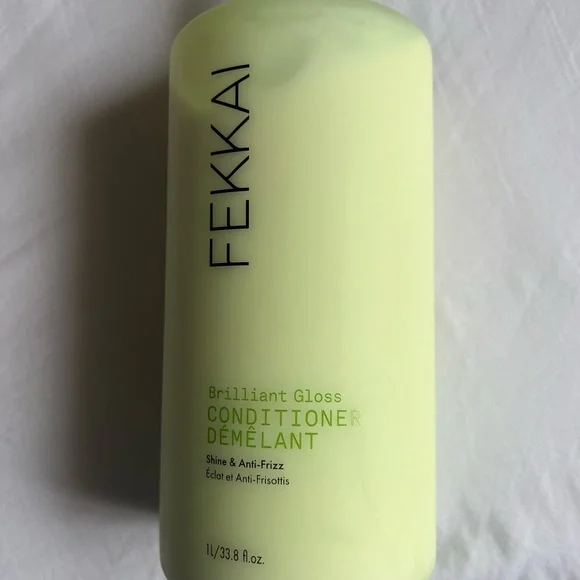 FEKKAI
Brilliant Gloss
CONDITIONER
DÉMÊLANT
Shine & Anti-Frizz
Éclat et Anti-Frisottis
1L/33.8 fl.oz.